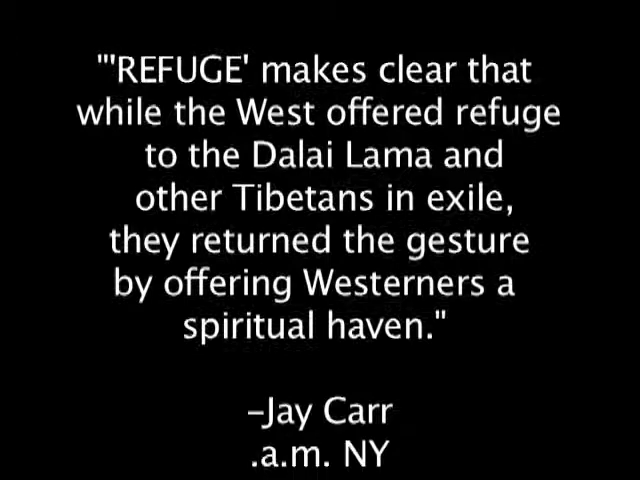 "'REFUGE' makes clear that
while the West offered refuge
to the Dalai Lama and
other Tibetans in exile,
they returned the gesture
by offering Westerners a
spiritual haven."
–Jay Carr
.a.m. NY